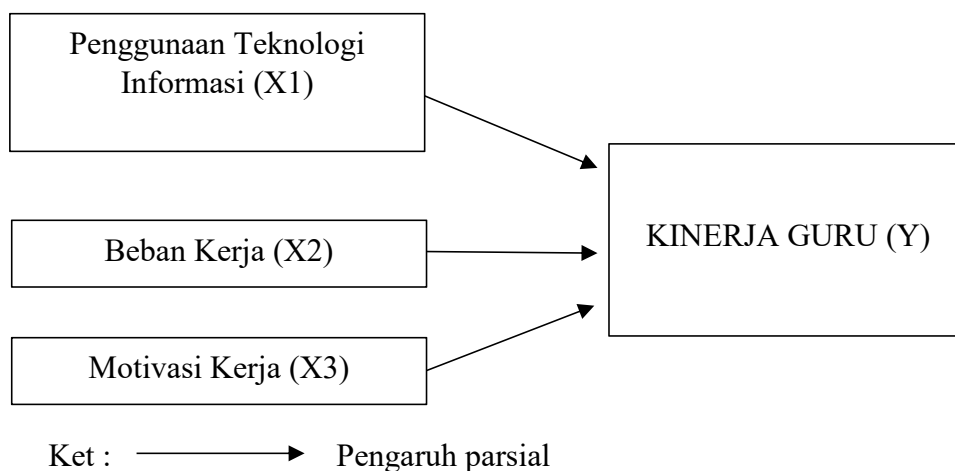 Penggunaan Teknologi
Informasi (X1)
Beban Kerja (X2)
Motivasi Kerja (X3)
KINERJA GURU (Y)
Ket :
Pengaruh parsial